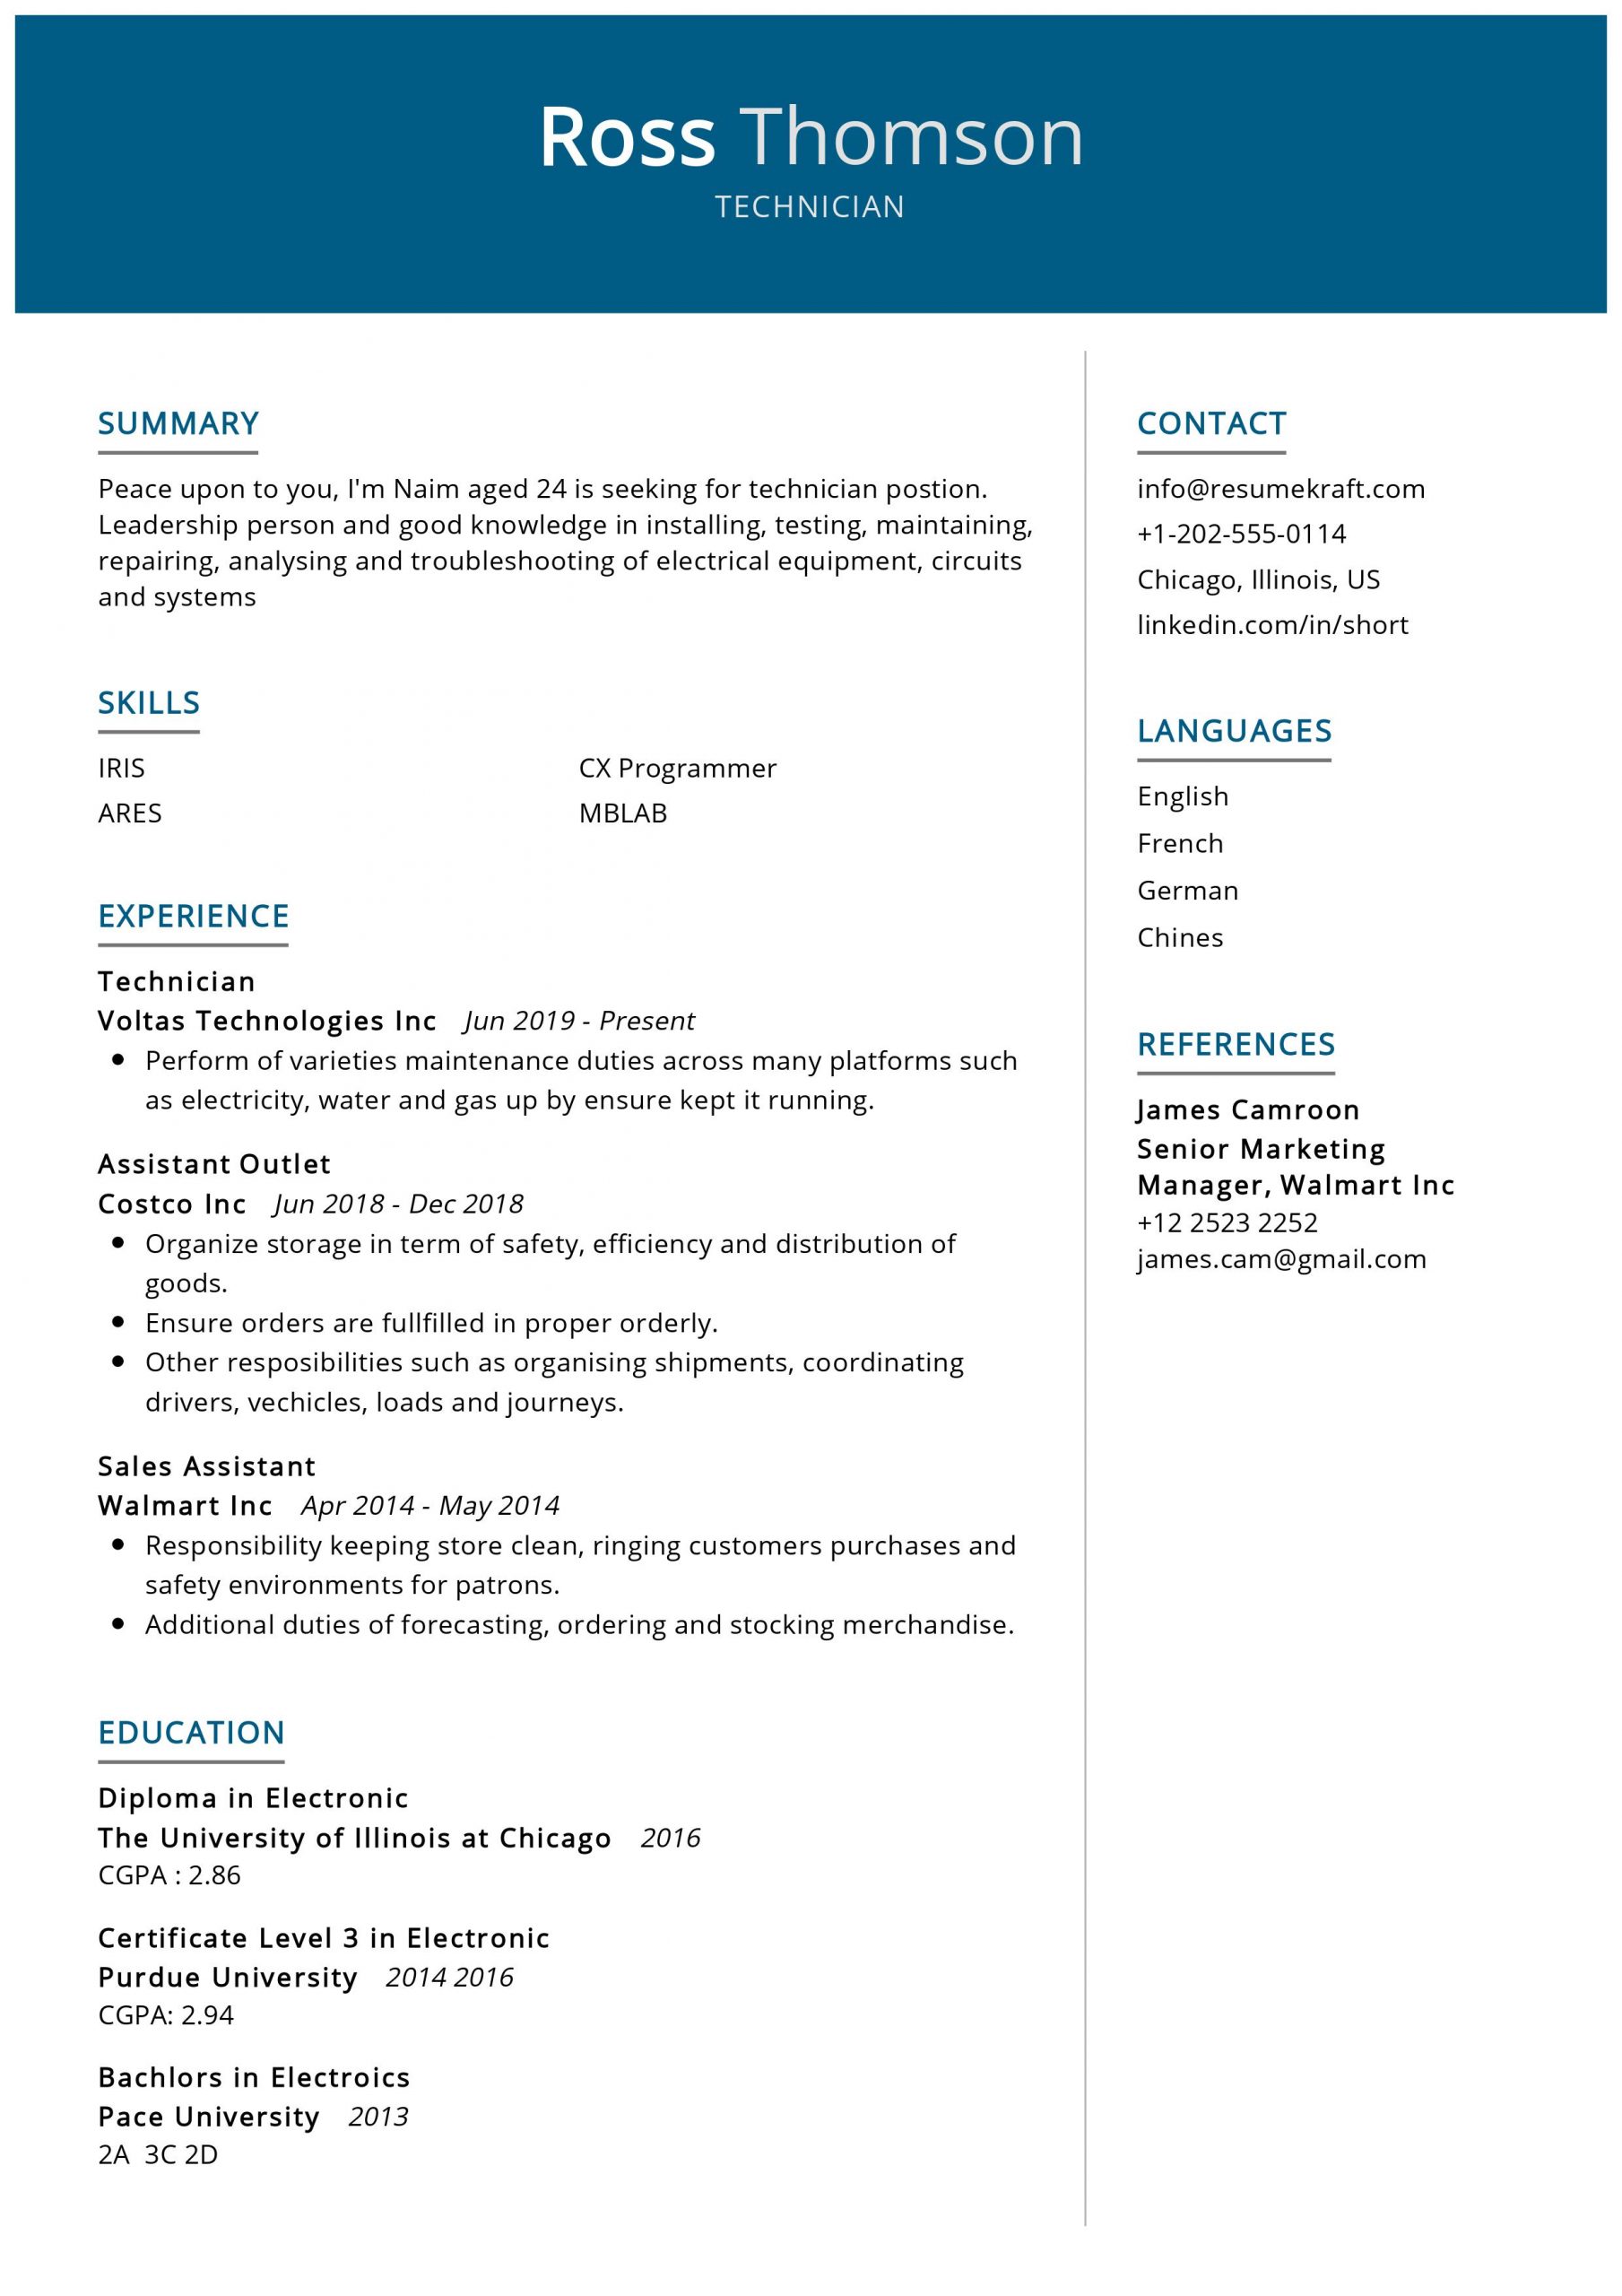 Ross Thomson
TECHNICIAN
SUMMARY
Peace upon to you, I'm Naim aged 24 is seeking for technician postion.
Leadership person and good knowledge in installing, testing, maintaining,
repairing, analysing and troubleshooting of electrical equipment, circuits
and systems
SKILLS
IRIS
CX Programmer
ARES
MBLAB
EXPERIENCE
Technician
Voltas Technologies Inc Jun 2019 - Present
• Perform of varieties maintenance duties across many platforms such
as electricity, water and gas up by ensure kept it running.
Assistant Outlet
Costco Inc Jun 2018 - Dec 2018
• Organize storage in term of safety, efficiency and distribution of
goods.
• Ensure orders are fullfilled in proper orderly.
• Other resposibilities such as organising shipments, coordinating
drivers, vechicles, loads and journeys.
Sales Assistant
Walmart Inc Apr 2014 - May 2014
• Responsibility keeping store clean, ringing customers purchases and
safety environments for patrons.
• Additional duties of forecasting, ordering and stocking merchandise.
EDUCATION
Diploma in Electronic
The University of Illinois at Chicago 2016
CGPA : 2.86
Certificate Level 3 in Electronic
Purdue University 2014 2016
CGPA: 2.94
Bachlors in Electroics
Pace University 2013
2A 3C 2D
CONTACT
info@resumekraft.com
+1-202-555-0114
Chicago, Illinois, US
linkedin.com/in/short
LANGUAGES
English
French
German
Chines
REFERENCES
James Camroon
Senior Marketing
Manager, Walmart Inc
+12 2523 2252
james.cam@gmail.com